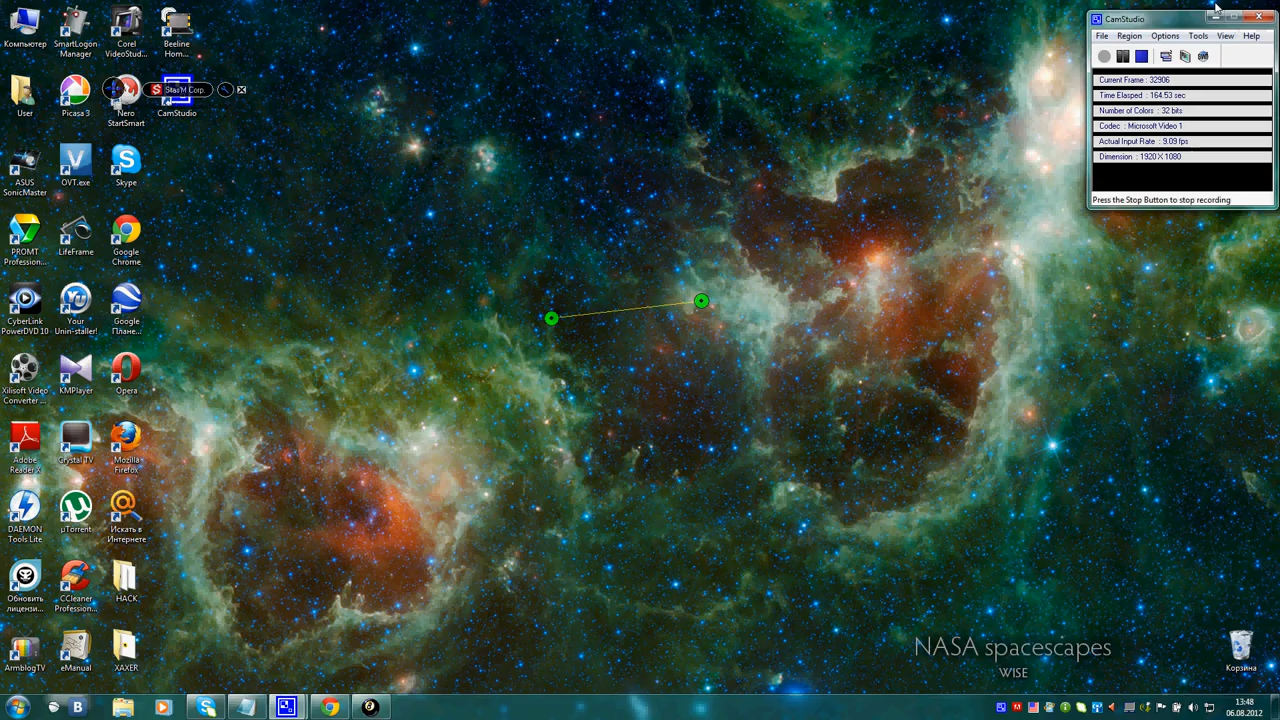 Компьютер
SmartLogon
Manager
Corel
VideoStud...
Beeline
Hom...
User
Picasa 3
Nero
StartSmart
Stas'M Corp.
CamStudio
ASUS
SonicMaster
OVT.exe
Skype
PROMT
Profession...
LifeFrame
Google
Chrome
CyberLink
PowerDVD 10
Your
Unin-staller!
Google
Плане...
Xilisoft Video
Converter ...
KMPlayer
Opera
Adobe
Reader X
Crystal TV
Mozilla
Firefox
DAEMON
Tools Lite
µTorrent
Искать в
Интернете
Обновить
лицензи...
CCleaner
Profession...
HACK
ArmblogTV
eManual
XAXER
CamStudio
File Region Options Tools View Help
Current Frame : 32906
Time Elasped : 164.53 sec
Number of Colors : 32 bits
Codec : Microsoft Video 1
Actual Input Rate : 9.09 fps
Dimension : 1920 X 1080
Press the Stop Button to stop recording
NASA spacescapes
WISE
Корзина
13:48
06.08.2012